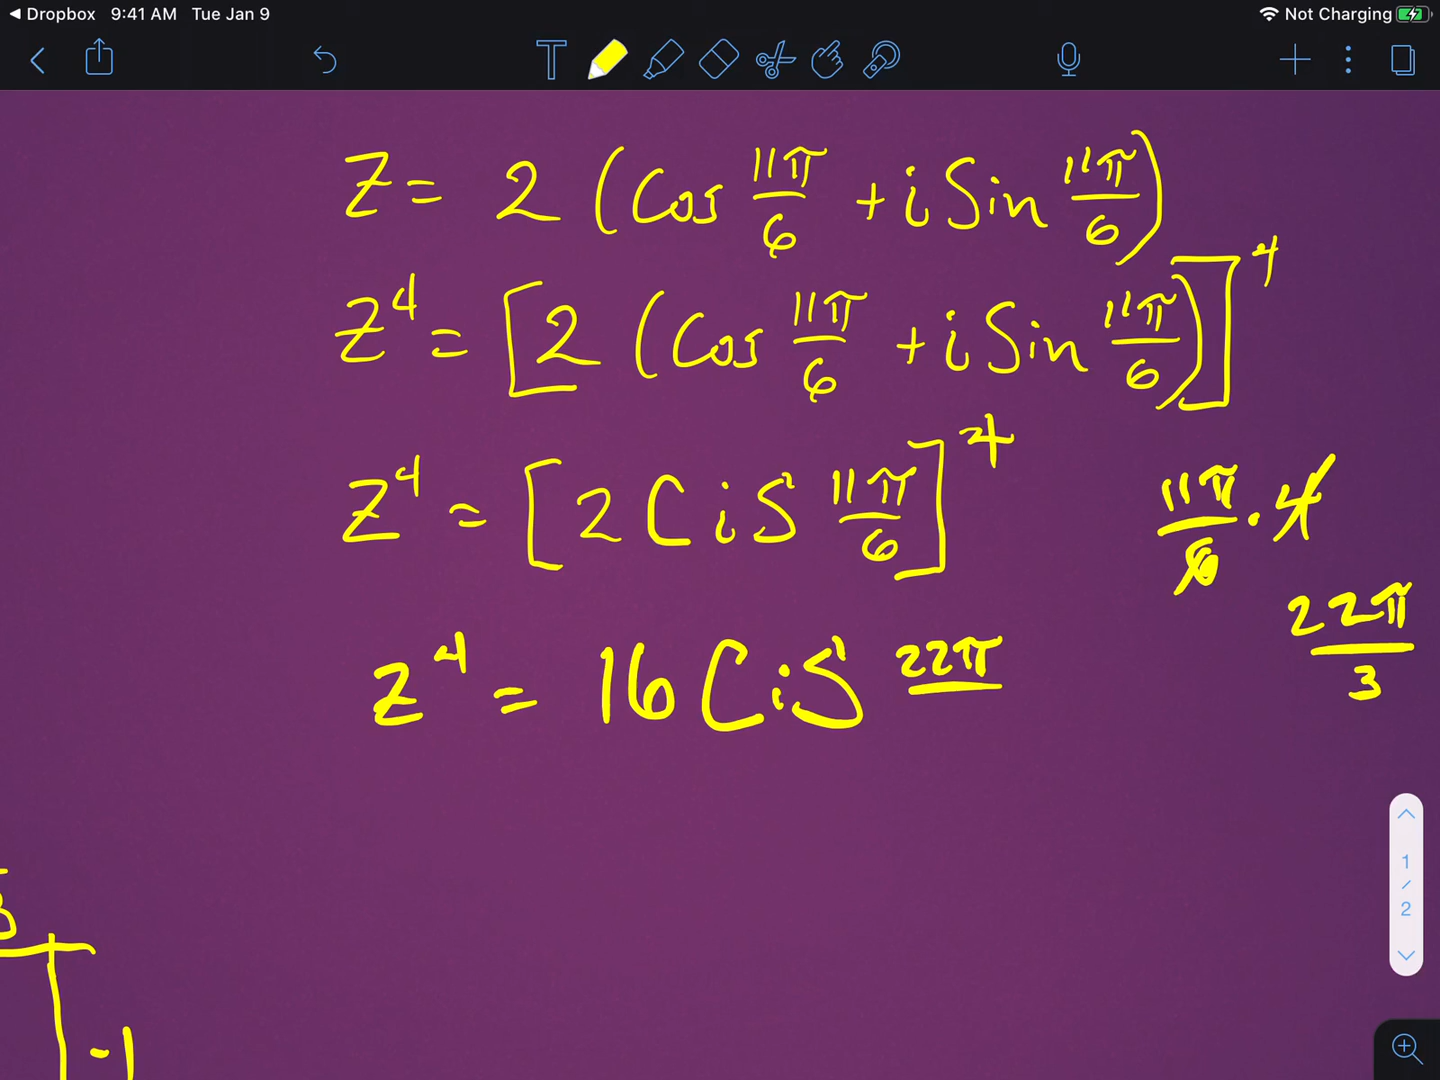 Dropbox 9:41 AM Tue Jan 9 Not Charging
Z = 2 (Cos 11π/6 + i Sin 11π/6)
Z^4 = [2 (Cos 11π/6 + i Sin 11π/6)]^4
Z^4 = [2 CiS 11π/6]^4
11π/6 · 4
22π/3
Z^4 = 16 CiS 22π
1 / 2
-1